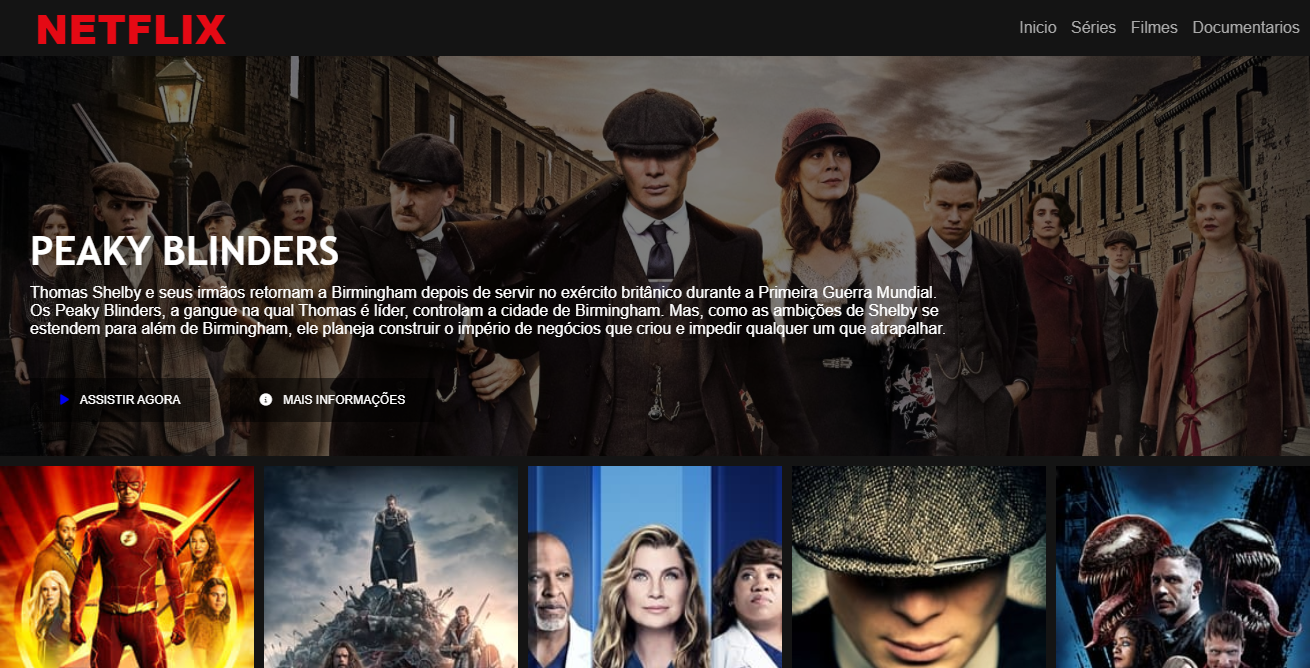 NETFLIX
Inicio Séries Filmes Documentarios
PEAKY BLINDERS
Thomas Shelby e seus irmãos retornam a Birmingham depois de servir no exército britânico durante a Primeira Guerra Mundial.
Os Peaky Blinders, a gangue na qual Thomas é líder, controlam a cidade de Birmingham. Mas, como as ambições de Shelby se
estendem para além de Birmingham, ele planeja construir o império de negócios que criou e impedir qualquer um que atrapalhar.
ASSISTIR AGORA MAIS INFORMAÇÕES